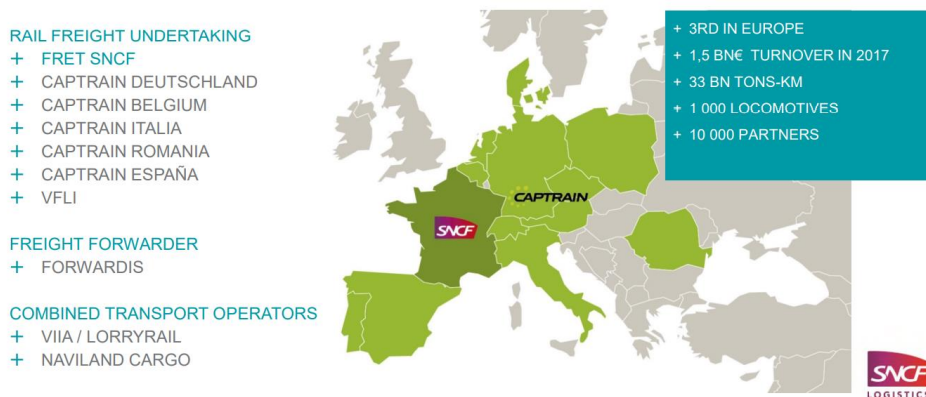 RAIL FREIGHT UNDERTAKING
+ FRET SNCF
+ CAPTRAIN DEUTSCHLAND
+ CAPTRAIN BELGIUM
+ CAPTRAIN ITALIA
+ CAPTRAIN ROMANIA
+ CAPTRAIN ESPAÑA
+ VFLI
FREIGHT FORWARDER
+ FORWARDIS
COMBINED TRANSPORT OPERATORS
+ VIIA / LORRYRAIL
+ NAVILAND CARGO
CAPTRAIN
SNCF
+ 3RD IN EUROPE
+ 1,5 BN€ TURNOVER IN 2017
+ 33 BN TONS-KM
+ 1 000 LOCOMOTIVES
+ 10 000 PARTNERS
SNCF
LOGISTICS